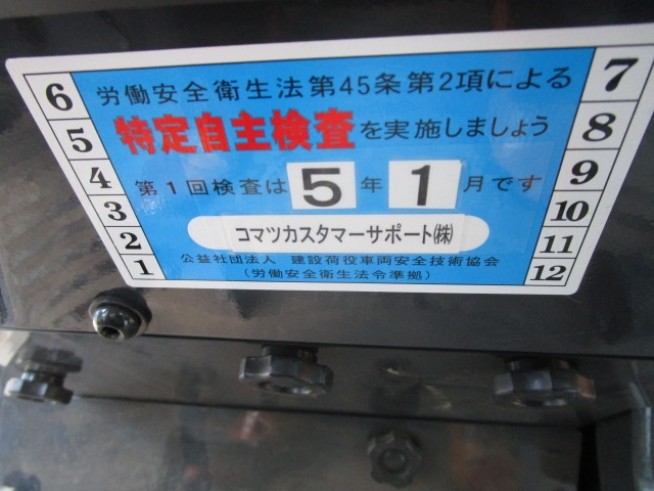 労働安全衛生法第45条第2項による
特定自主検査を実施しましょう
第1回検査は5年1月です
コマツカスタマーサポート㈱
公益社団法人 建設荷役車両安全技術協会
(労働安全衛生法令準拠)
6
5
4
3
2
1
7
8
9
10
11
12